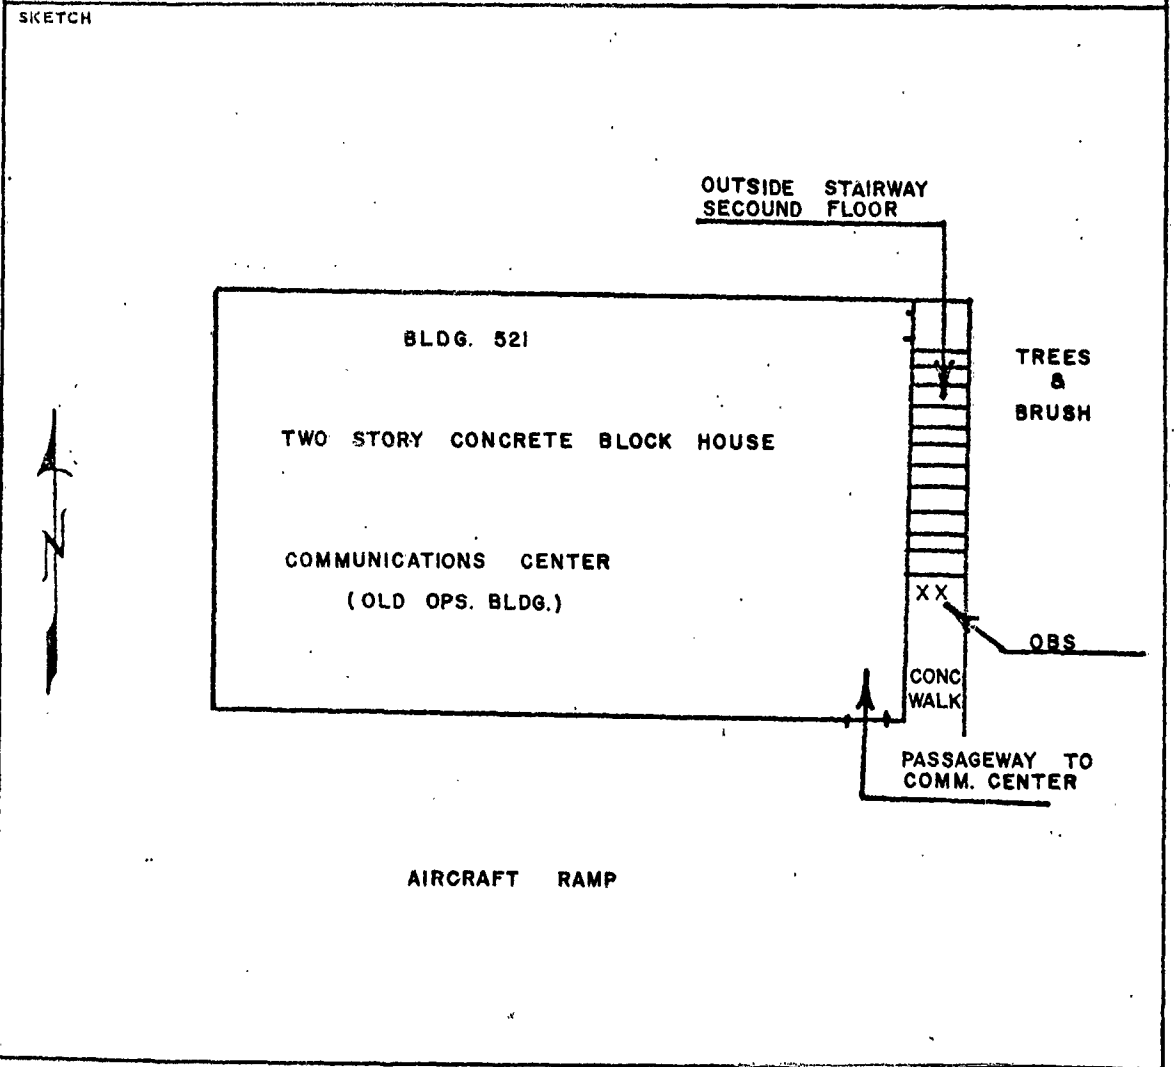 SKETCH
OUTSIDE STAIRWAY
SECOUND FLOOR
BLDG. 521
TREES
&
BRUSH
TWO STORY CONCRETE BLOCK HOUSE
N
COMMUNICATIONS CENTER
(OLD OPS. BLDG.)
XX
OBS
CONC
WALK
PASSAGEWAY TO
COMM. CENTER
AIRCRAFT RAMP